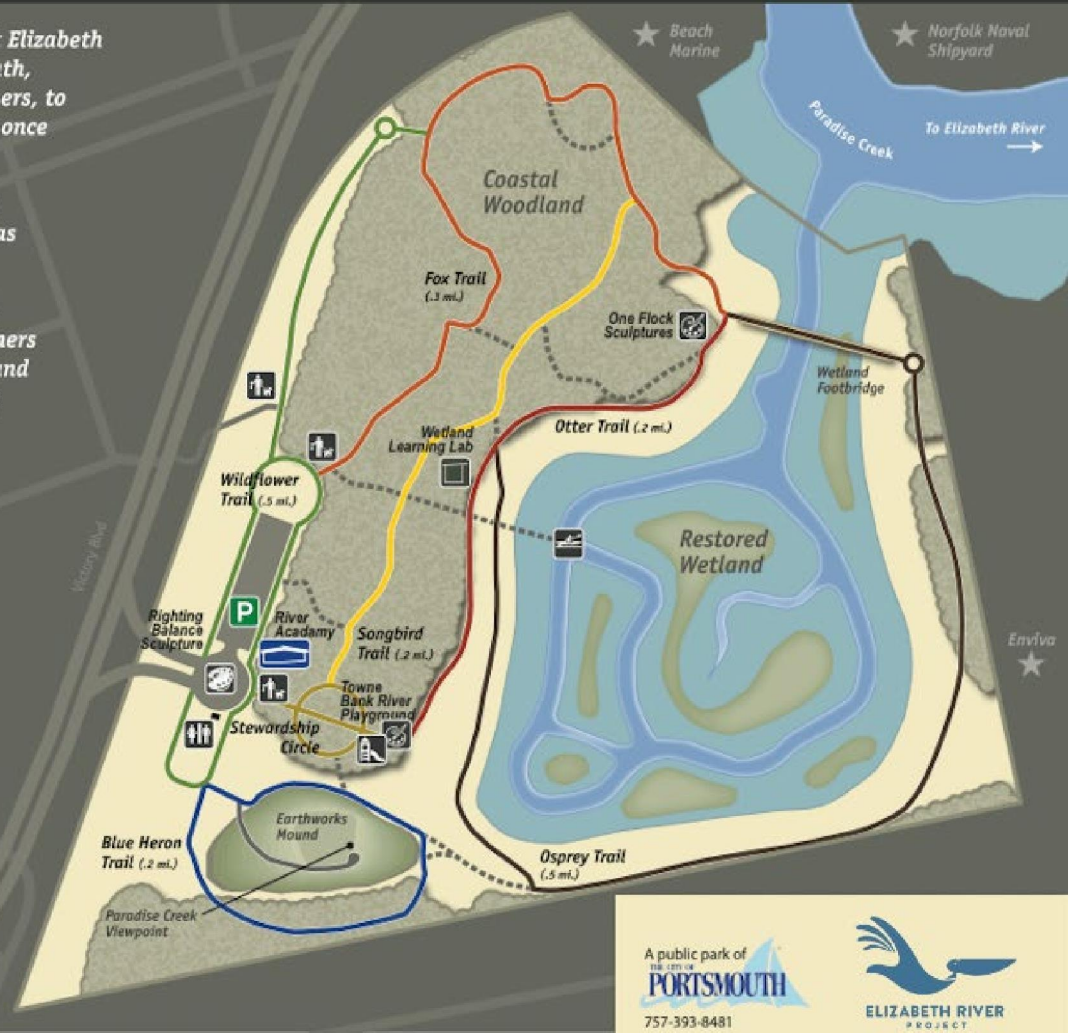 Elizabeth
ers, to
once
as
and
Beach
Marine
Norfolk Naval
Shipyard
Paradise Creek
To Elizabeth River
Coastal
Woodland
Fox Trail
(.3 mi.)
One Flock
Sculptures
Wetland
Footbridge
Otter Trail (.2 mi.)
Wetland
Learning Lab
Wildflower
Trail (.5 mi.)
Restored
Wetland
Victory Blvd
P
Righting
Balance
Sculpture
River
Acadamy
Songbird
Trail (.2 mi.)
Enviva
Towne
Bank River
Playground
Stewardship
Circle
Earthworks
Mound
Blue Heron
Trail (.2 mi.)
Osprey Trail
(.5 mi.)
Paradise Creek
Viewpoint
A public park of
THE CITY OF
PORTSMOUTH
757-393-8481
ELIZABETH RIVER
PROJECT